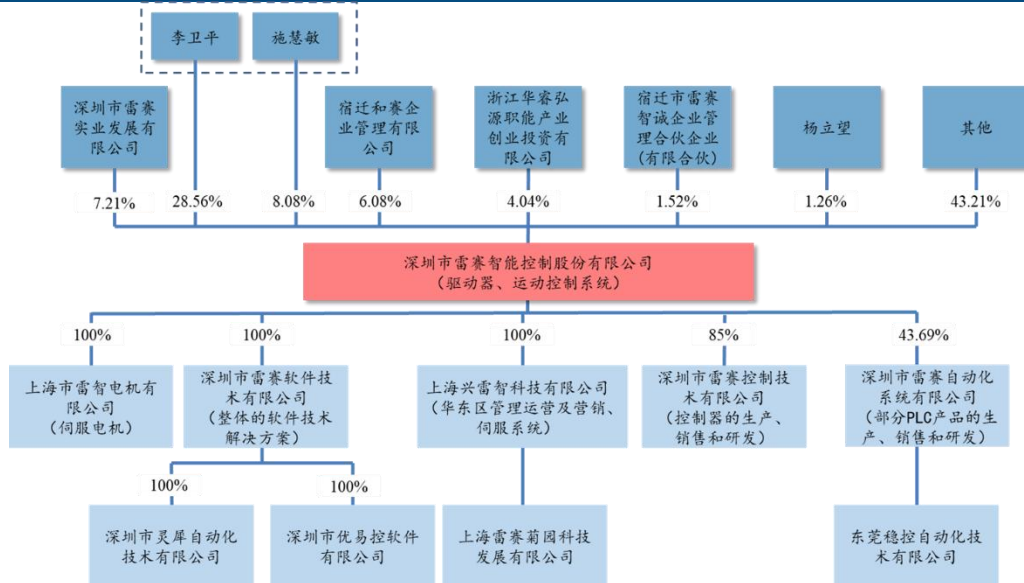 李卫平
施慧敏
深圳市雷赛
实业发展有
限公司
宿迁和赛企
业管理有限
公司
浙江华睿弘
源职能产业
创业投资有
限公司
宿迁市雷赛
智诚企业管
理合伙企业
(有限合伙)
杨立望
其他
7.21%
28.56%
8.08%
6.08%
4.04%
1.52%
1.26%
43.21%
深圳市雷赛智能控制股份有限公司
（驱动器、运动控制系统）
100%
100%
100%
85%
43.69%
上海市雷智电机有
限公司
（伺服电机）
深圳市雷赛软件技
术有限公司
（整体的软件技术
解决方案）
上海兴雷智科技有限公司
（华东区管理运营及营销、
伺服系统）
深圳市雷赛控制技
术有限公司
（控制器的生产、
销售和研发）
深圳市雷赛自动化
系统有限公司
（部分PLC产品的生
产、销售和研发）
100%
100%
深圳市灵犀自动化
技术有限公司
深圳市优易控软件
有限公司
上海雷赛菊园科技
发展有限公司
东莞稳控自动化技
术有限公司